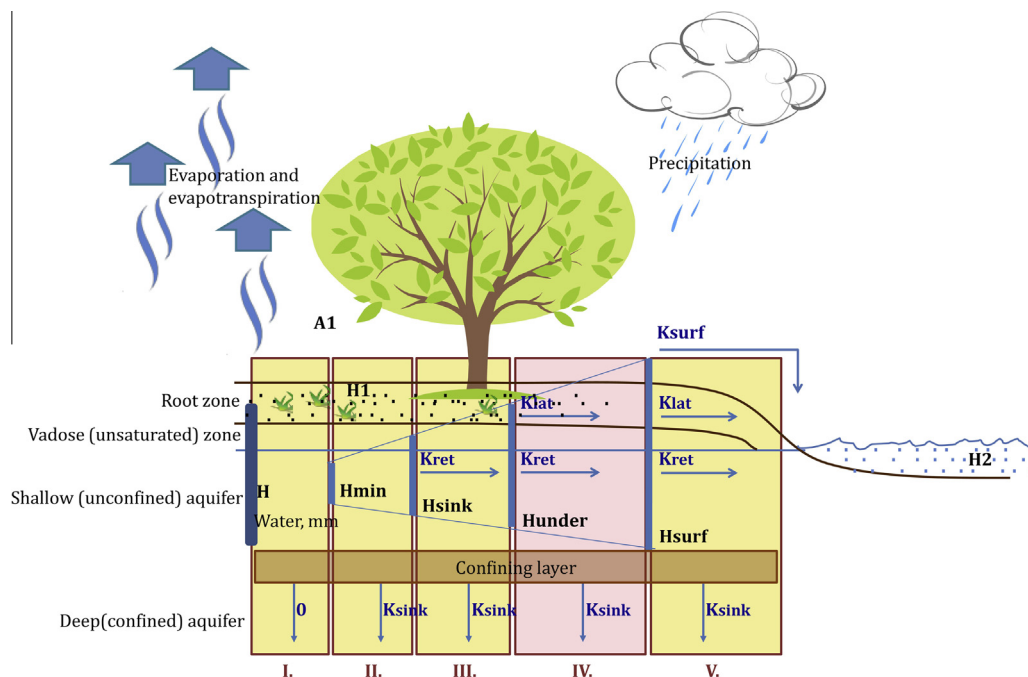 Evaporation and
evapotranspiration
Precipitation
A1
Ksurf
H1
Root zone
Klat
Klat
Vadose (unsaturated) zone
Kret
Kret
Kret
H2
Shallow (unconfined) aquifer
H
Hmin
Hsink
Hunder
Hsurf
Water, mm
Confining layer
Deep(confined) aquifer
0
Ksink
Ksink
Ksink
Ksink
I.
II.
III.
IV.
V.